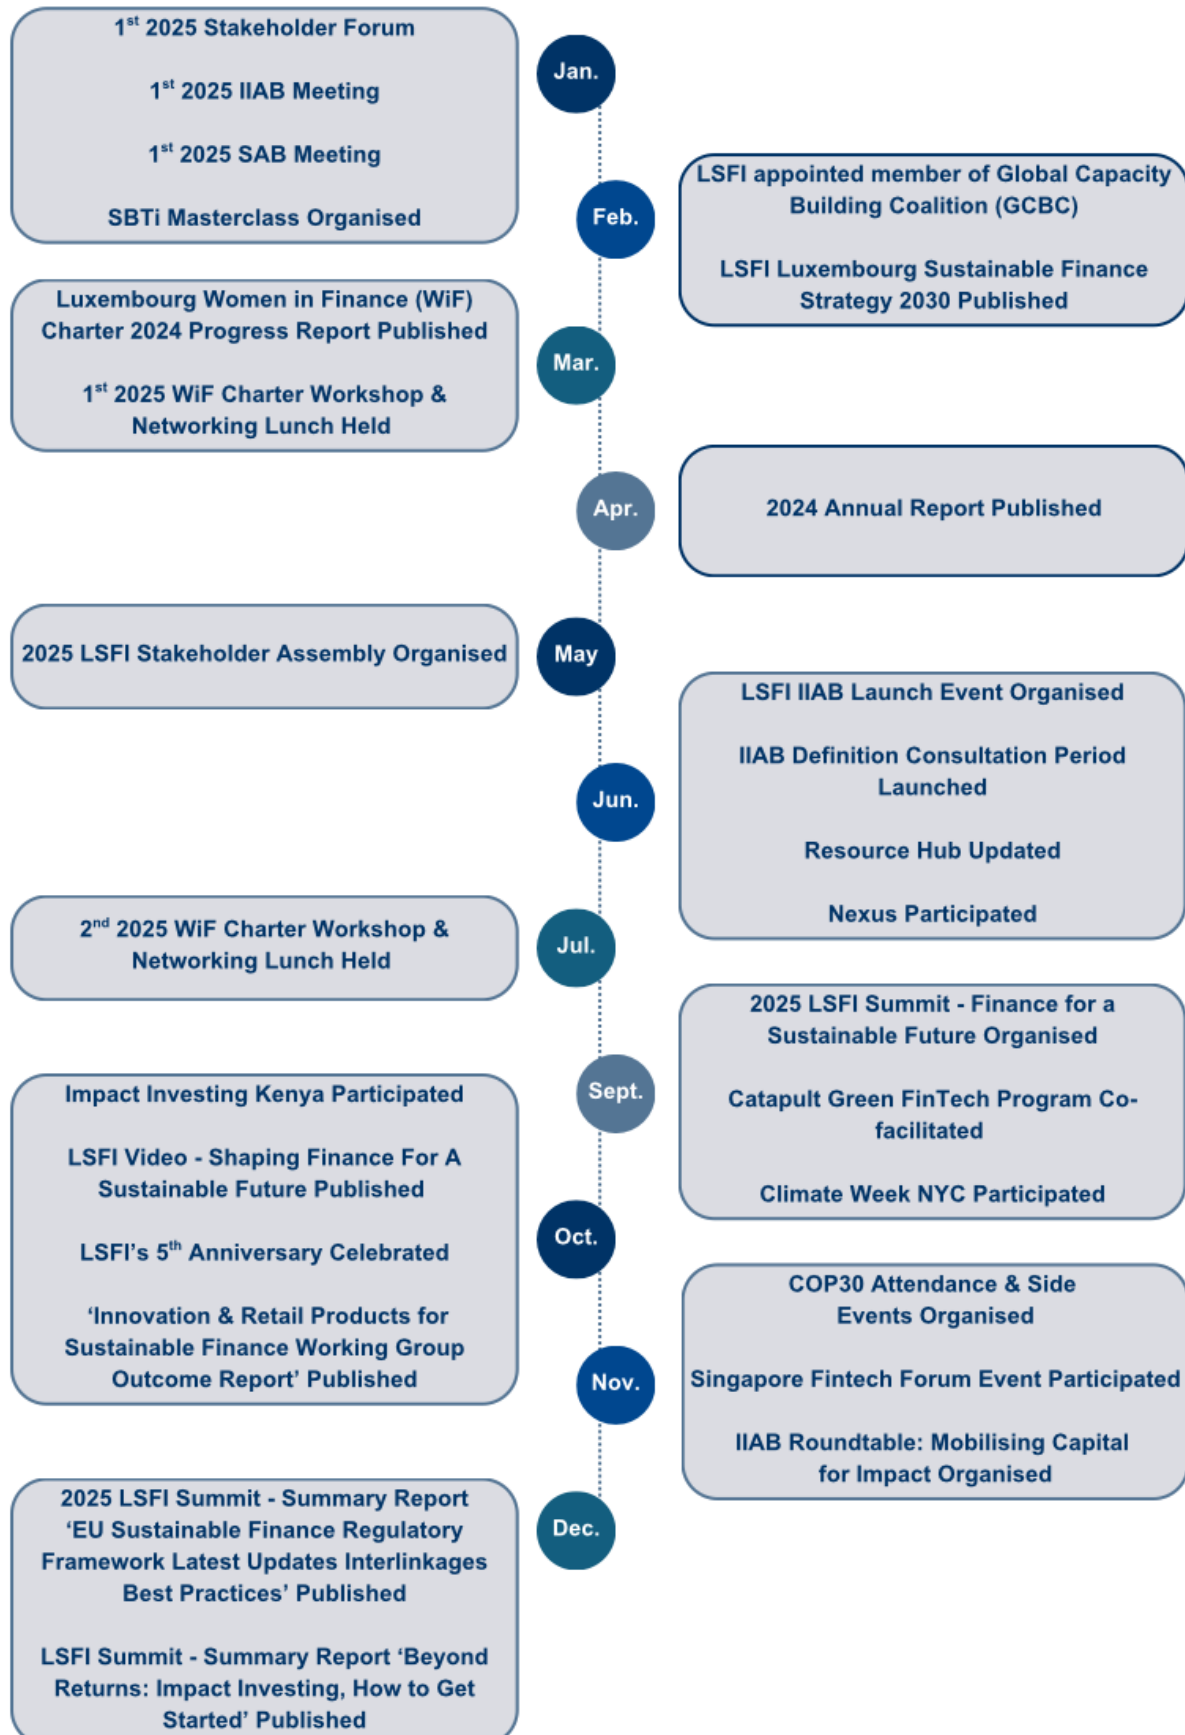 Jan.
1st 2025 Stakeholder Forum
1st 2025 IIAB Meeting
1st 2025 SAB Meeting
SBTi Masterclass Organised
Feb.
LSFI appointed member of Global Capacity
Building Coalition (GCBC)
LSFI Luxembourg Sustainable Finance
Strategy 2030 Published
Mar.
Luxembourg Women in Finance (WiF)
Charter 2024 Progress Report Published
1st 2025 WiF Charter Workshop &
Networking Lunch Held
Apr.
2024 Annual Report Published
May
2025 LSFI Stakeholder Assembly Organised
Jun.
LSFI IIAB Launch Event Organised
IIAB Definition Consultation Period
Launched
Resource Hub Updated
Nexus Participated
Jul.
2nd 2025 WiF Charter Workshop &
Networking Lunch Held
Sept.
2025 LSFI Summit - Finance for a
Sustainable Future Organised
Catapult Green FinTech Program Co-
facilitated
Climate Week NYC Participated
Oct.
Impact Investing Kenya Participated
LSFI Video - Shaping Finance For A
Sustainable Future Published
LSFI’s 5th Anniversary Celebrated
‘Innovation & Retail Products for
Sustainable Finance Working Group
Outcome Report’ Published
Nov.
COP30 Attendance & Side
Events Organised
Singapore Fintech Forum Event Participated
IIAB Roundtable: Mobilising Capital
for Impact Organised
Dec.
2025 LSFI Summit - Summary Report
‘EU Sustainable Finance Regulatory
Framework Latest Updates Interlinkages
Best Practices’ Published
LSFI Summit - Summary Report ‘Beyond
Returns: Impact Investing, How to Get
Started’ Published